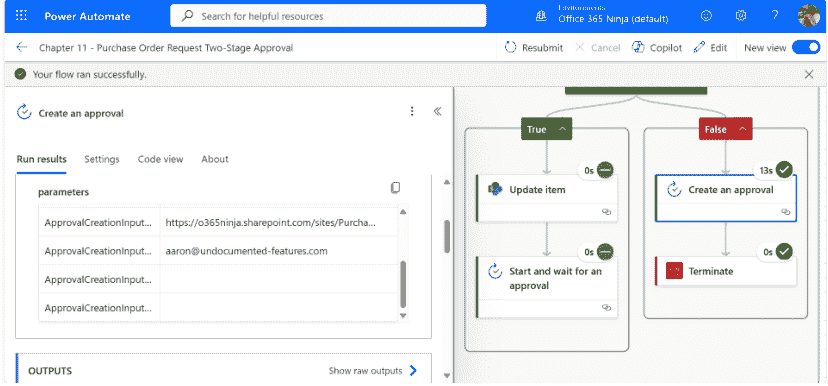 Power Automate
Search for helpful resources
Environments
Office 365 Ninja (default)
?
Chapter 11 - Purchase Order Request Two-Stage Approval
Resubmit
Cancel
Copilot
Edit
New view
Your flow ran successfully.
Create an approval
Run results
Settings
Code view
About
parameters
ApprovalCreationInput...
https://o365ninja.sharepoint.com/sites/Purcha...
ApprovalCreationInput...
aaron@undocumented-features.com
ApprovalCreationInput...
ApprovalCreationInput...
OUTPUTS
Show raw outputs
True
False
0s
Update item
13s
Create an approval
0s
Start and wait for an
approval
0s
Terminate